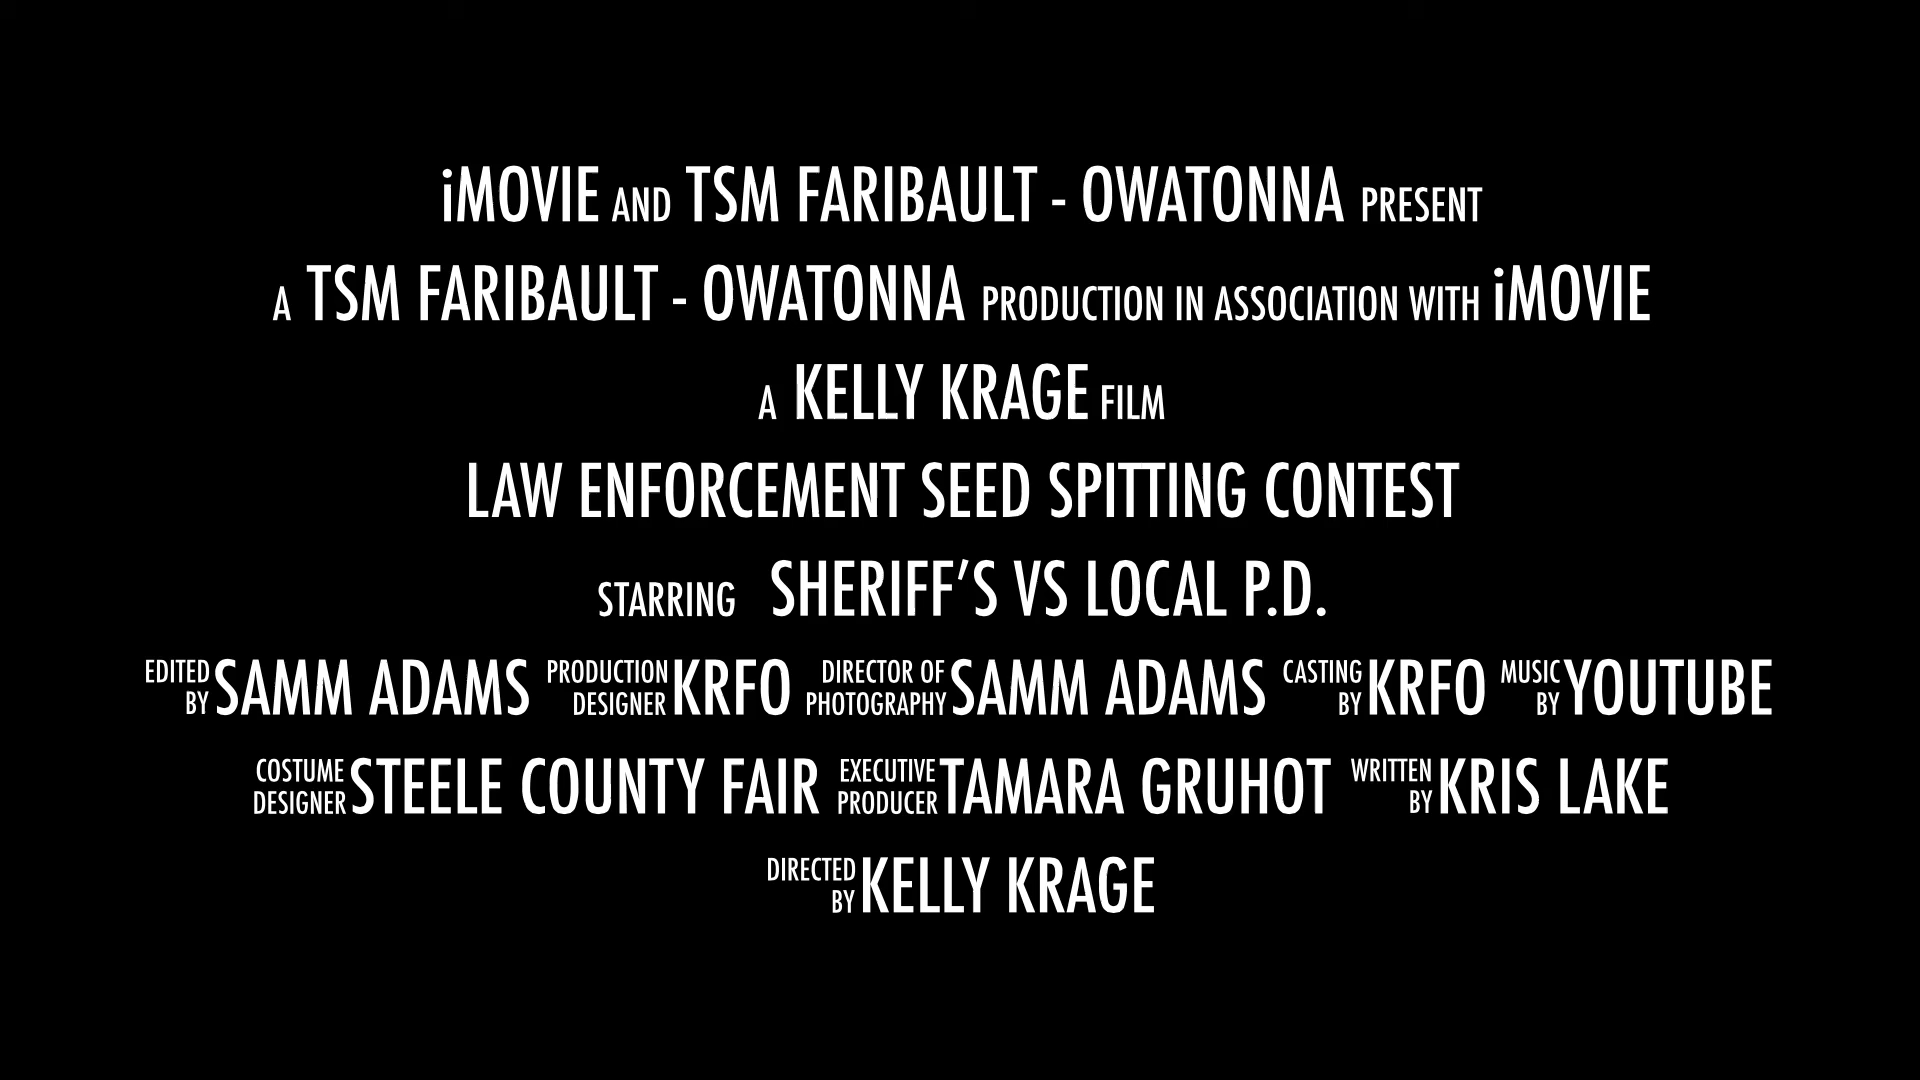 iMOVIE AND TSM FARIBAULT - OWATONNA PRESENT
A TSM FARIBAULT - OWATONNA PRODUCTION IN ASSOCIATION WITH iMOVIE
A KELLY KRAGE FILM
LAW ENFORCEMENT SEED SPITTING CONTEST
STARRING SHERIFF'S VS LOCAL P.D.
EDITED BY SAMM ADAMS PRODUCTION DESIGNER KRFO DIRECTOR OF PHOTOGRAPHY SAMM ADAMS CASTING BY KRFO MUSIC BY YOUTUBE
COSTUME DESIGNER STEELE COUNTY FAIR EXECUTIVE PRODUCER TAMARA GRUHOT WRITTEN BY KRIS LAKE
DIRECTED BY KELLY KRAGE